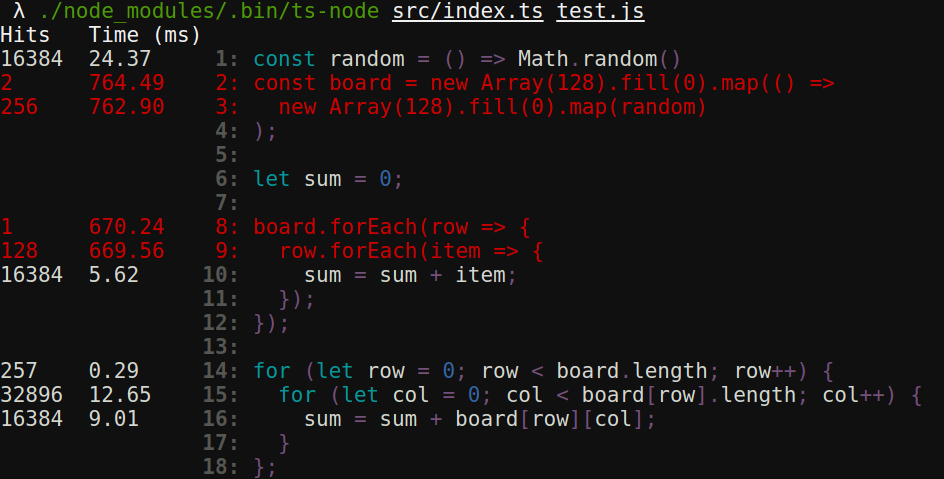 λ ./node_modules/.bin/ts-node src/index.ts test.js
Hits   Time (ms)
16384  24.37     1: const random = () => Math.random()
2      764.49    2: const board = new Array(128).fill(0).map(() =>
256    762.90    3:   new Array(128).fill(0).map(random)
                 4: );
                 5:
                 6: let sum = 0;
                 7:
1      670.24    8: board.forEach(row => {
128    669.56    9:   row.forEach(item => {
16384  5.62     10:     sum = sum + item;
                11:   });
                12: });
                13:
257    0.29     14: for (let row = 0; row < board.length; row++) {
32896  12.65    15:   for (let col = 0; col < board[row].length; col++) {
16384  9.01     16:     sum = sum + board[row][col];
                17:   }
                18: };